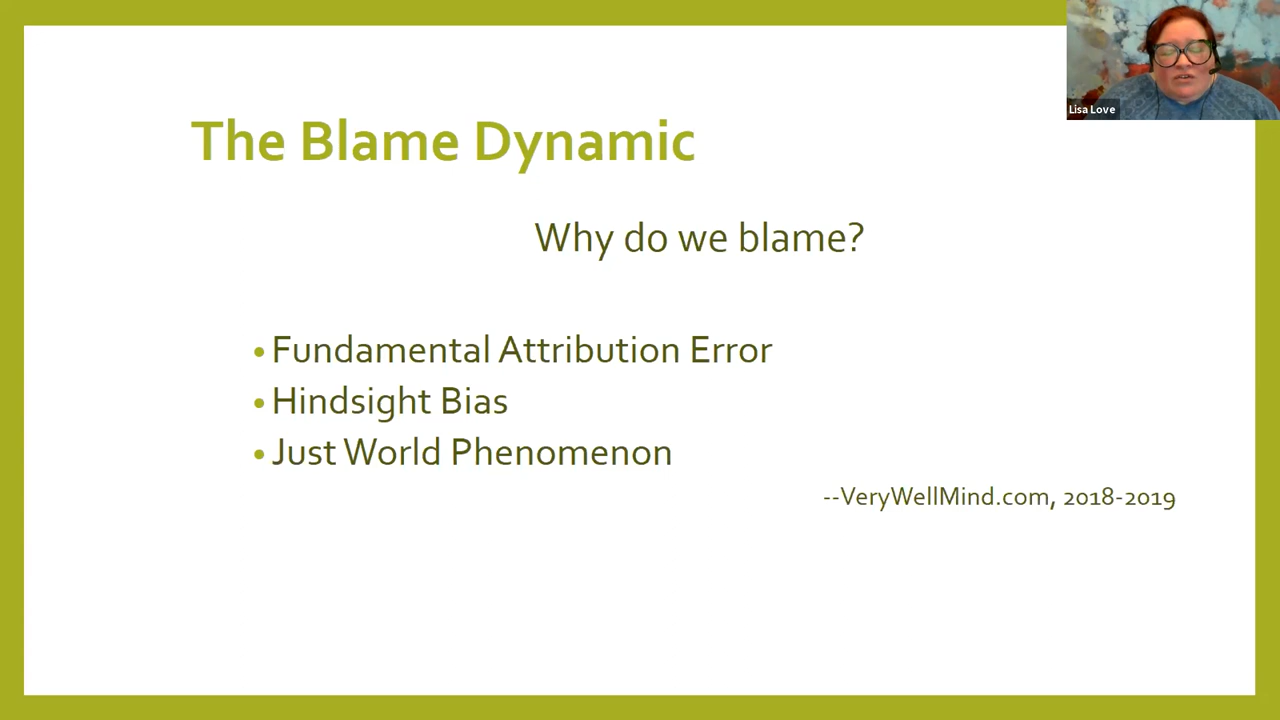 Lisa Love
The Blame Dynamic
Why do we blame?
• Fundamental Attribution Error
• Hindsight Bias
• Just World Phenomenon
--VeryWellMind.com, 2018-2019